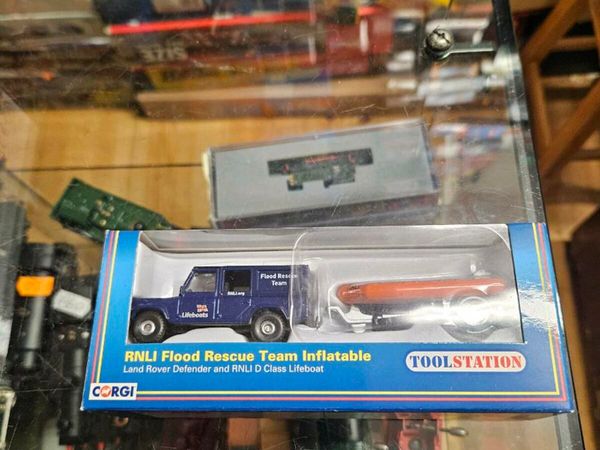 Flood Rescue
Team
RNLI.org
Lifeboats
RNLI Flood Rescue Team Inflatable
Land Rover Defender and RNLI D Class Lifeboat
TOOLSTATION
CORGI